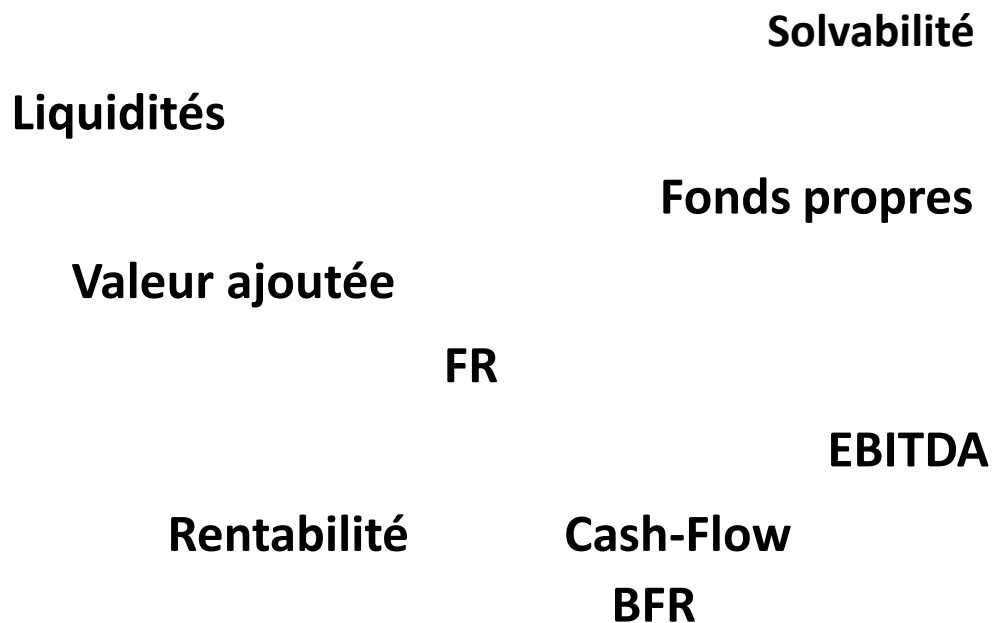 Solvabilité
Liquidités
Fonds propres
Valeur ajoutée
FR
EBITDA
Rentabilité Cash-Flow
BFR